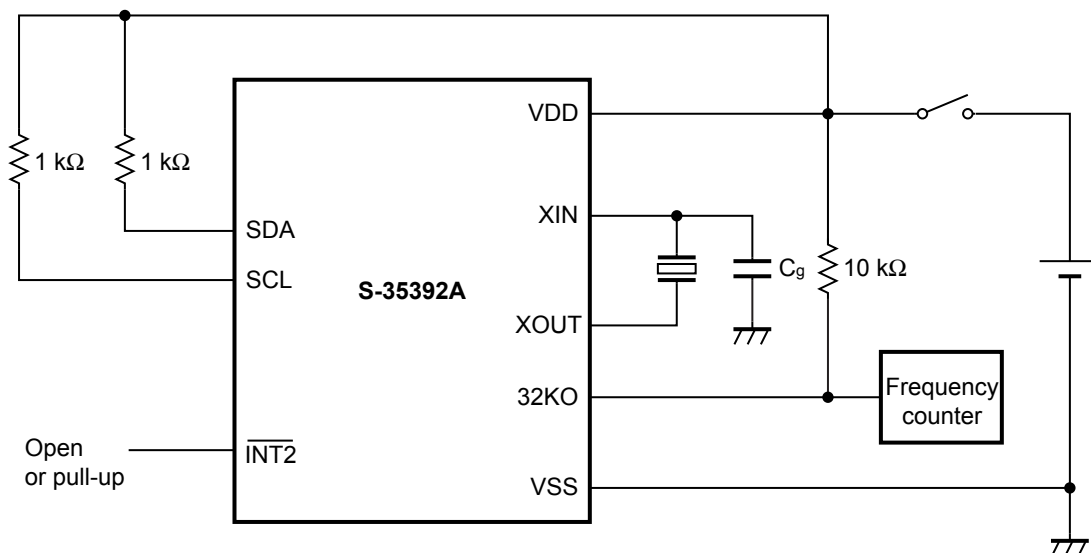 VDD
1 kΩ
1 kΩ
XIN
SDA
SCL
S-35392A
Cg
10 kΩ
XOUT
32KO
Frequency
counter
Open
or pull-up
INT2
VSS